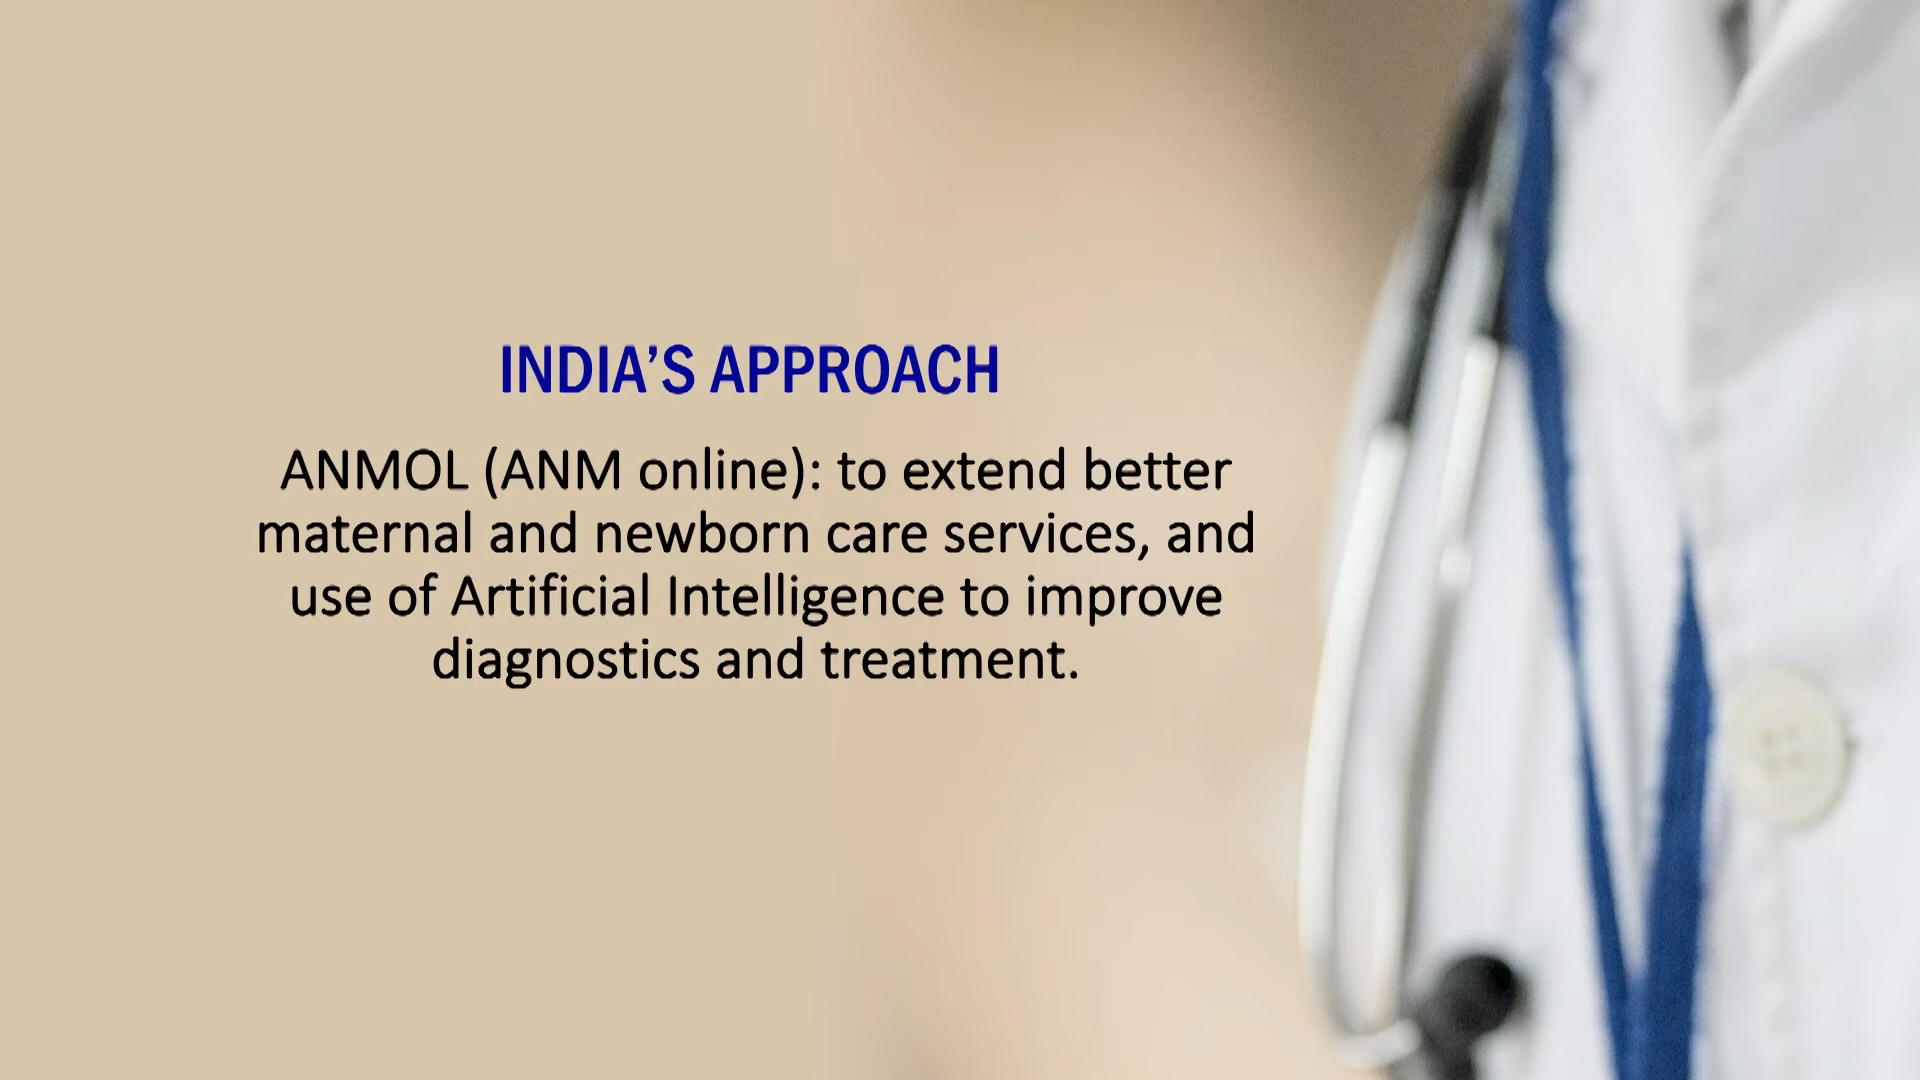 INDIA’S APPROACH
ANMOL (ANM online): to extend better
maternal and newborn care services, and
use of Artificial Intelligence to improve
diagnostics and treatment.